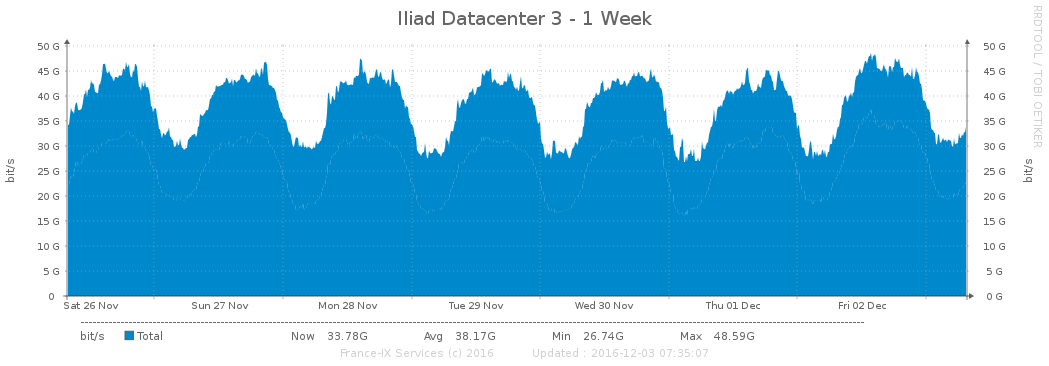 Iliad Datacenter 3 - 1 Week
RRDTOOL / TOBI OETIKER
50 G 50 G
45 G 45 G
40 G 40 G
35 G 35 G
30 G 30 G
25 G 25 G
20 G 20 G
15 G 15 G
10 G 10 G
5 G 5 G
0 0 G
bit/s bit/s
Sat 26 Nov Sun 27 Nov Mon 28 Nov Tue 29 Nov Wed 30 Nov Thu 01 Dec Fri 02 Dec
bit/s Total Now 33.78G Avg 38.17G Min 26.74G Max 48.59G
France-IX Services (c) 2016 Updated : 2016-12-03 07:35:07